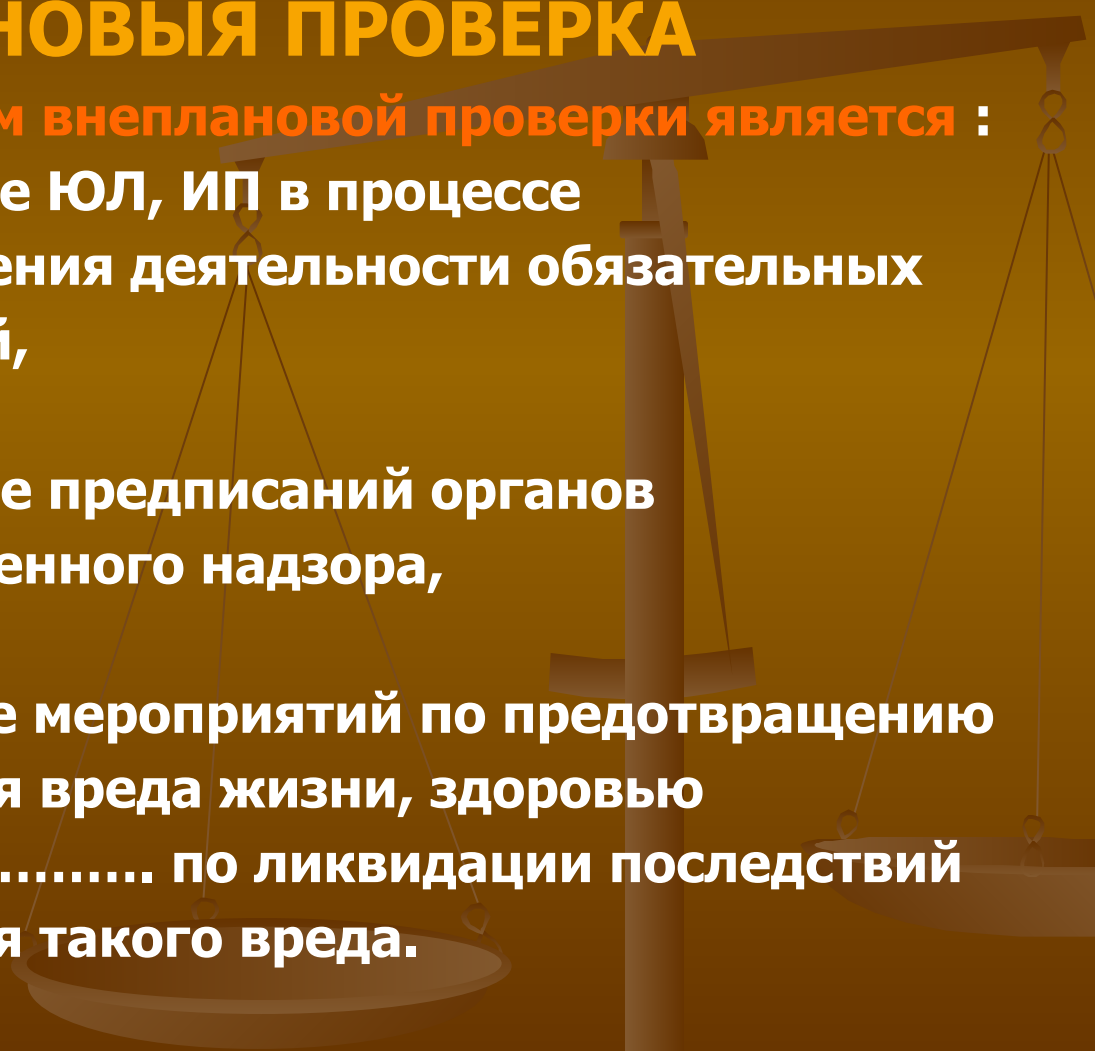 НОВЫЯ ПРОВЕРКА
м внеплановой проверки является :
е ЮЛ, ИП в процессе
ения деятельности обязательных
й,
е предписаний органов
енного надзора,
е мероприятий по предотвращению
я вреда жизни, здоровью
………. по ликвидации последствий
я такого вреда.